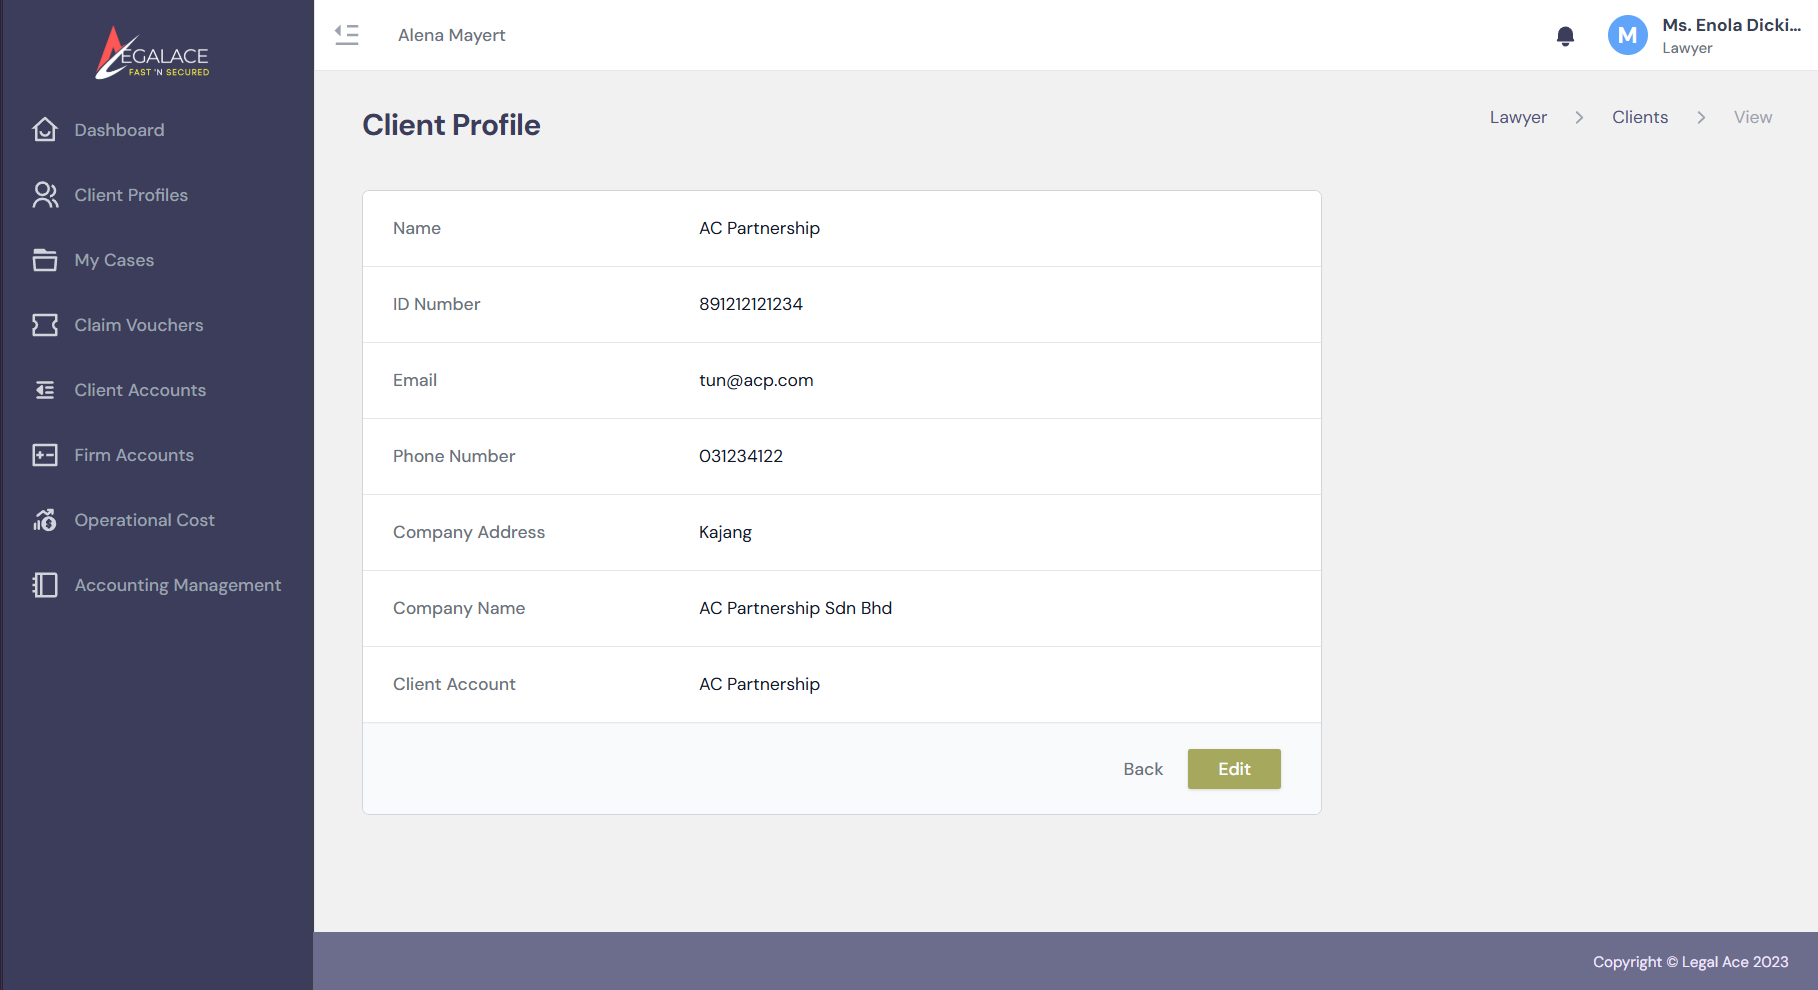 EGALACE
FAST 'N SECURED
Dashboard
Client Profiles
My Cases
Claim Vouchers
Client Accounts
Firm Accounts
Operational Cost
Accounting Management
Alena Mayert
M
Ms. Enola Dicki...
Lawyer
Client Profile
Lawyer > Clients > View
Name AC Partnership
ID Number 891212121234
Email tun@acp.com
Phone Number 031234122
Company Address Kajang
Company Name AC Partnership Sdn Bhd
Client Account AC Partnership
Back Edit
Copyright © Legal Ace 2023